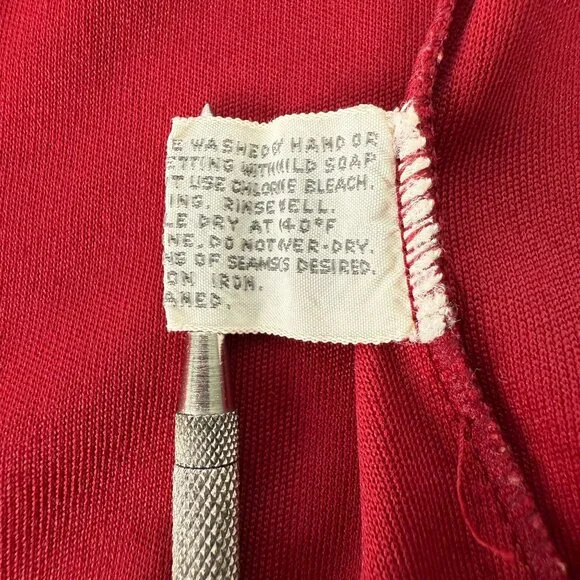 E WASHED BY HAND OR
ETTING WITH MILD SOAP
T USE CHLORINE BLEACH.
ING. RINSE WELL.
LE DRY AT 140°F
NE. DO NOT OVER-DRY.
NG OF SEAMS IS DESIRED.
ON IRON.
ANED.